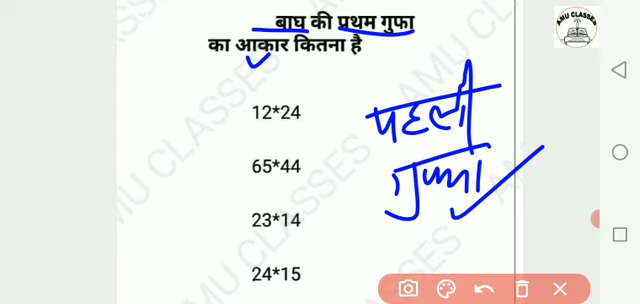 AMU CLASSES
बाघ की प्रथम गुफा
का आकार कितना है
12*24
पहली
65*44
गुफा
23*14
24*15